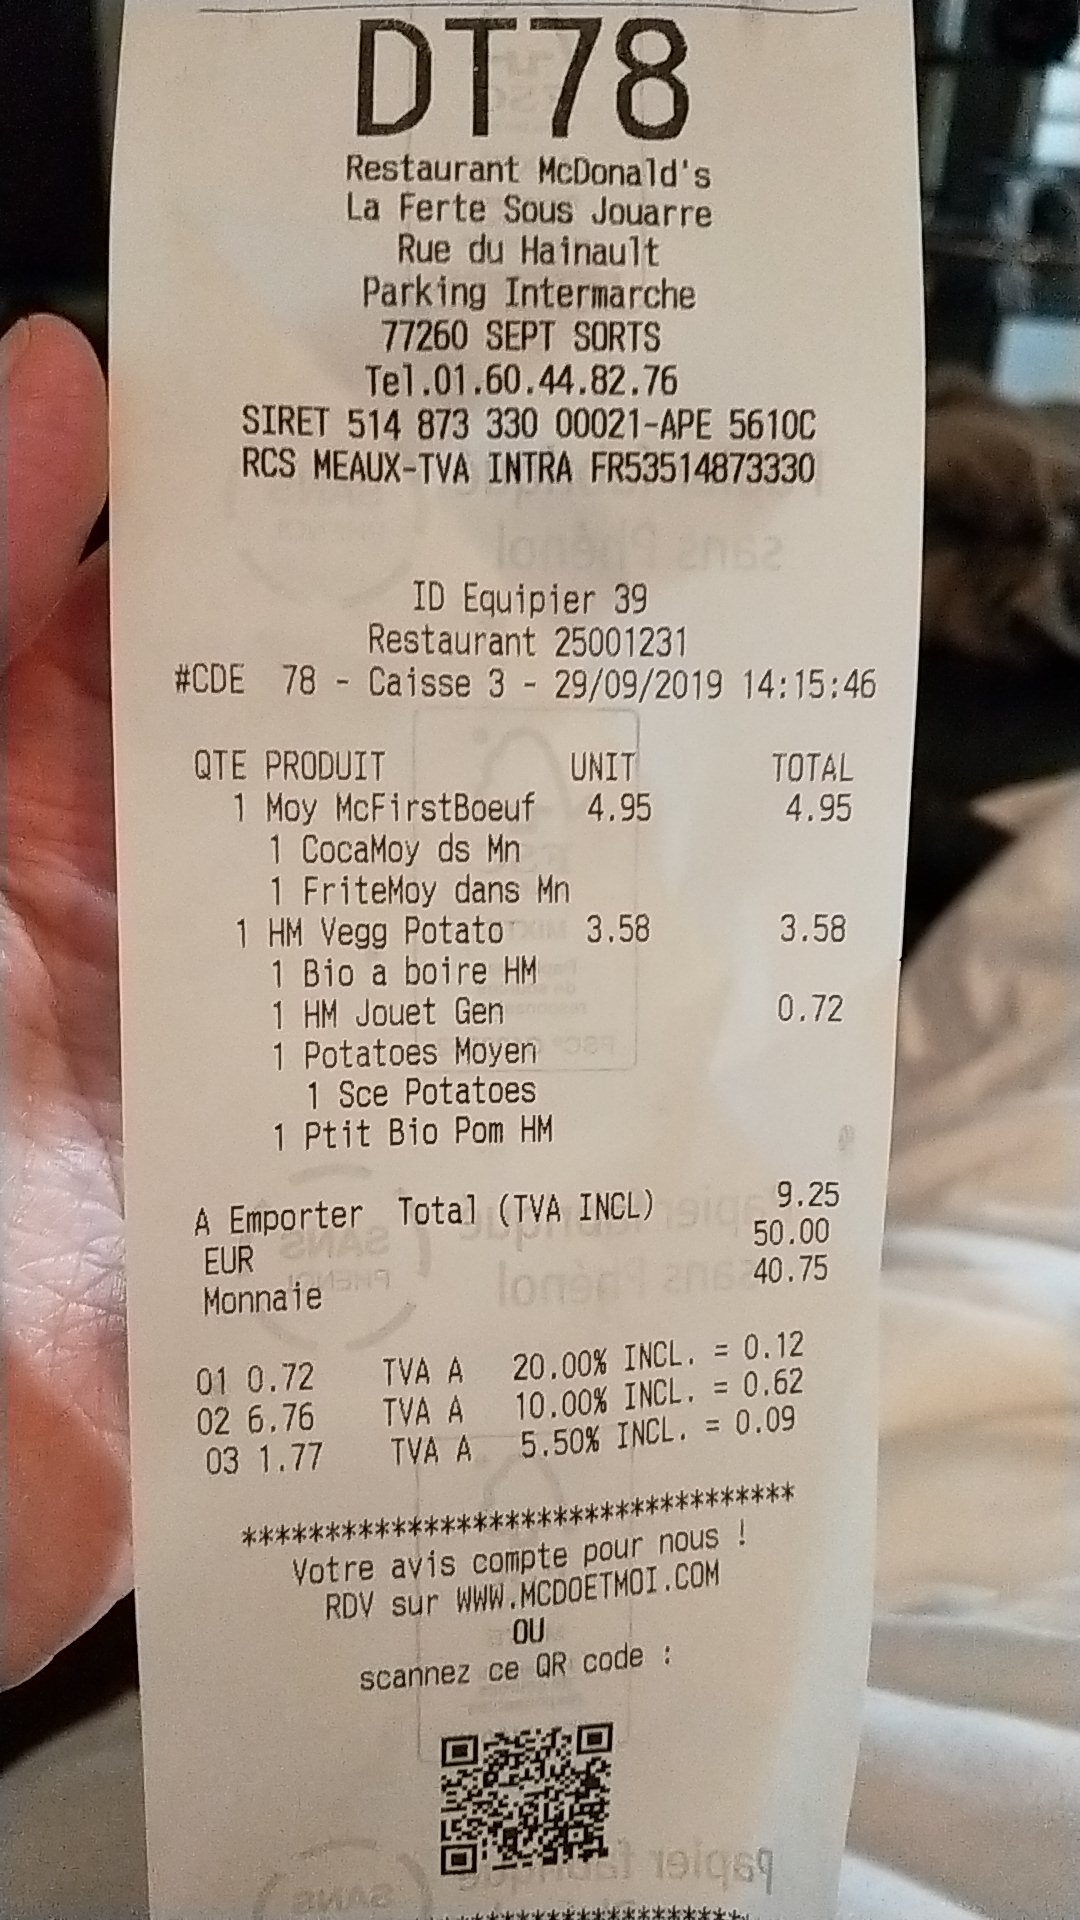 DT78
Restaurant McDonald's
La Ferte Sous Jouarre
Rue du Hainault
Parking Intermarche
77260 SEPT SORTS
Tel.01.60.44.82.76
SIRET 514 873 330 00021-APE 5610C
RCS MEAUX-TVA INTRA FR53514873330
sans Phénol
ID Equipier 39
Restaurant 25001231
#CDE 78 - Caisse 3 - 29/09/2019 14:15:46
QTE PRODUIT UNIT TOTAL
1 Moy McFirstBoeuf 4.95 4.95
1 CocaMoy ds Mn
1 FriteMoy dans Mn
1 HM Vegg Potato 3.58 3.58
1 Bio a boire HM
1 HM Jouet Gen 0.72
1 Potatoes Moyen
1 Sce Potatoes
1 Ptit Bio Pom HM
A Emporter Total (TVA INCL) 9.25
EUR 50.00
Monnaie 40.75
SANS PHENOL
sans Phénol
01 0.72 TVA A 20.00% INCL. = 0.12
02 6.76 TVA A 10.00% INCL. = 0.62
03 1.77 TVA A 5.50% INCL. = 0.09
**********************************
Votre avis compte pour nous !
RDV sur WWW.MCDOETMOI.COM
OU
scannez ce QR code :
SANS